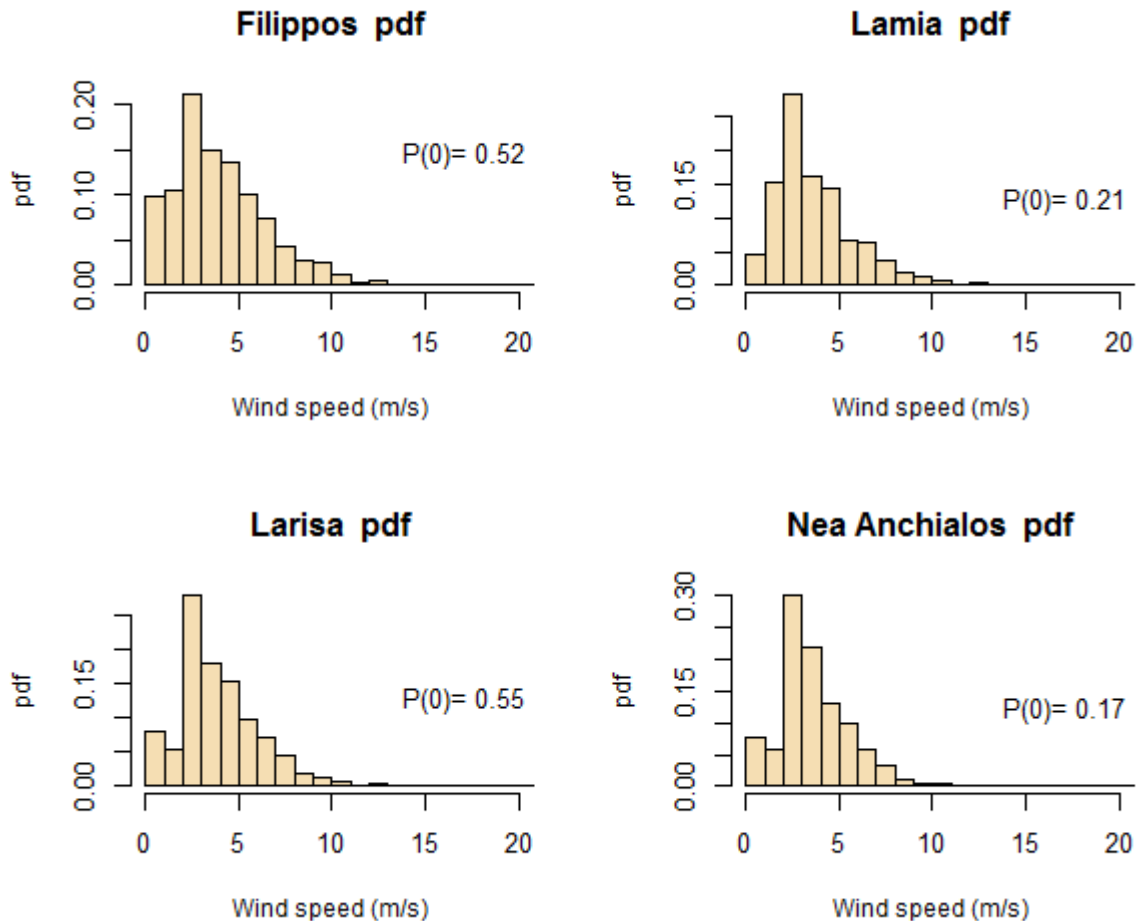 Filippos pdf
pdf
0.00 0.10 0.20
P(0)= 0.52
0 5 10 15 20
Wind speed (m/s)
Lamia pdf
pdf
0.00 0.15
P(0)= 0.21
0 5 10 15 20
Wind speed (m/s)
Larisa pdf
pdf
0.00 0.15
P(0)= 0.55
0 5 10 15 20
Wind speed (m/s)
Nea Anchialos pdf
pdf
0.00 0.15 0.30
P(0)= 0.17
0 5 10 15 20
Wind speed (m/s)